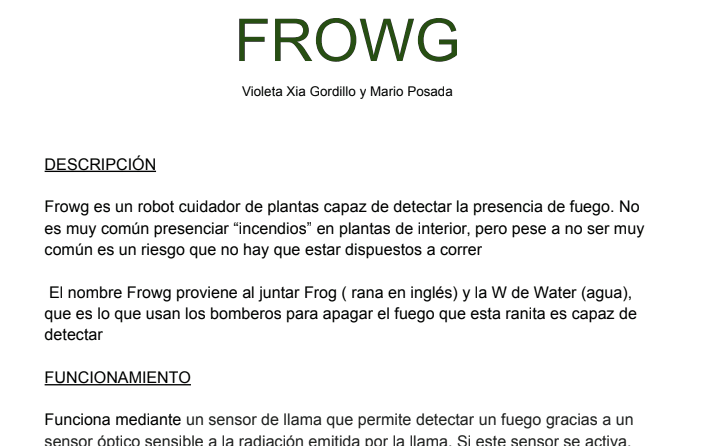 FROWG
Violeta Xia Gordillo y Mario Posada
DESCRIPCIÓN
Frowg es un robot cuidador de plantas capaz de detectar la presencia de fuego. No
es muy común presenciar “incendios” en plantas de interior, pero pese a no ser muy
común es un riesgo que no hay que estar dispuestos a correr
El nombre Frowg proviene al juntar Frog ( rana en inglés) y la W de Water (agua),
que es lo que usan los bomberos para apagar el fuego que esta ranita es capaz de
detectar
FUNCIONAMIENTO
Funciona mediante un sensor de llama que permite detectar un fuego gracias a un
sensor óptico sensible a la radiación emitida por la llama. Si este sensor se activa,